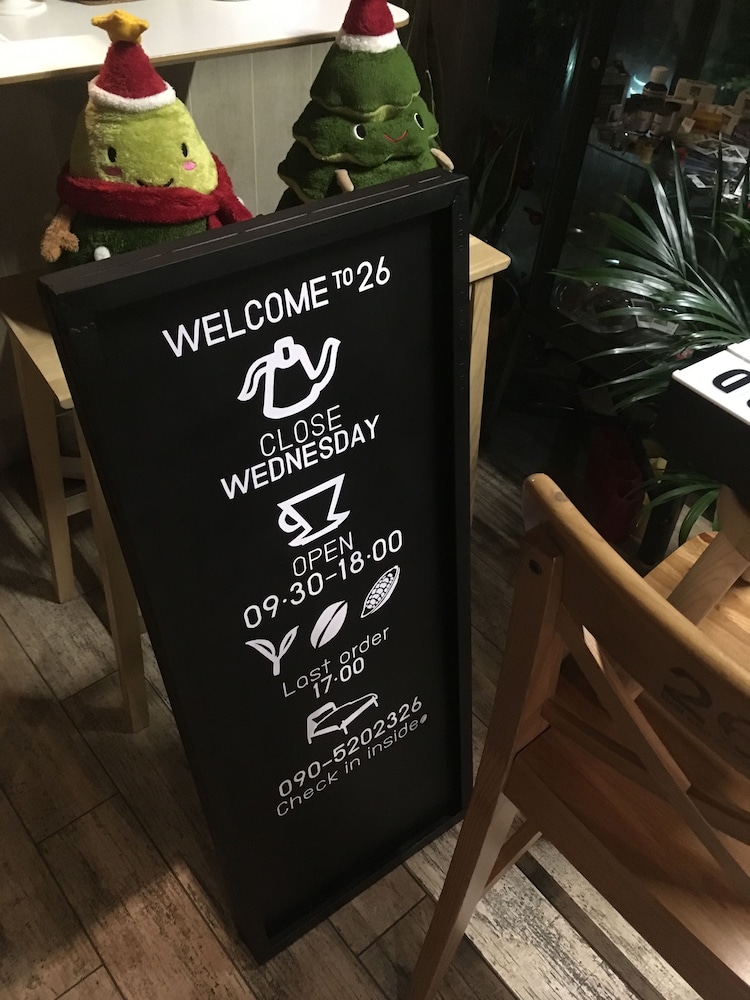 WELCOME TO 26
CLOSE
WEDNESDAY
OPEN
09·30-18·00
Last order
17·00
090-5202326
Check in inside.